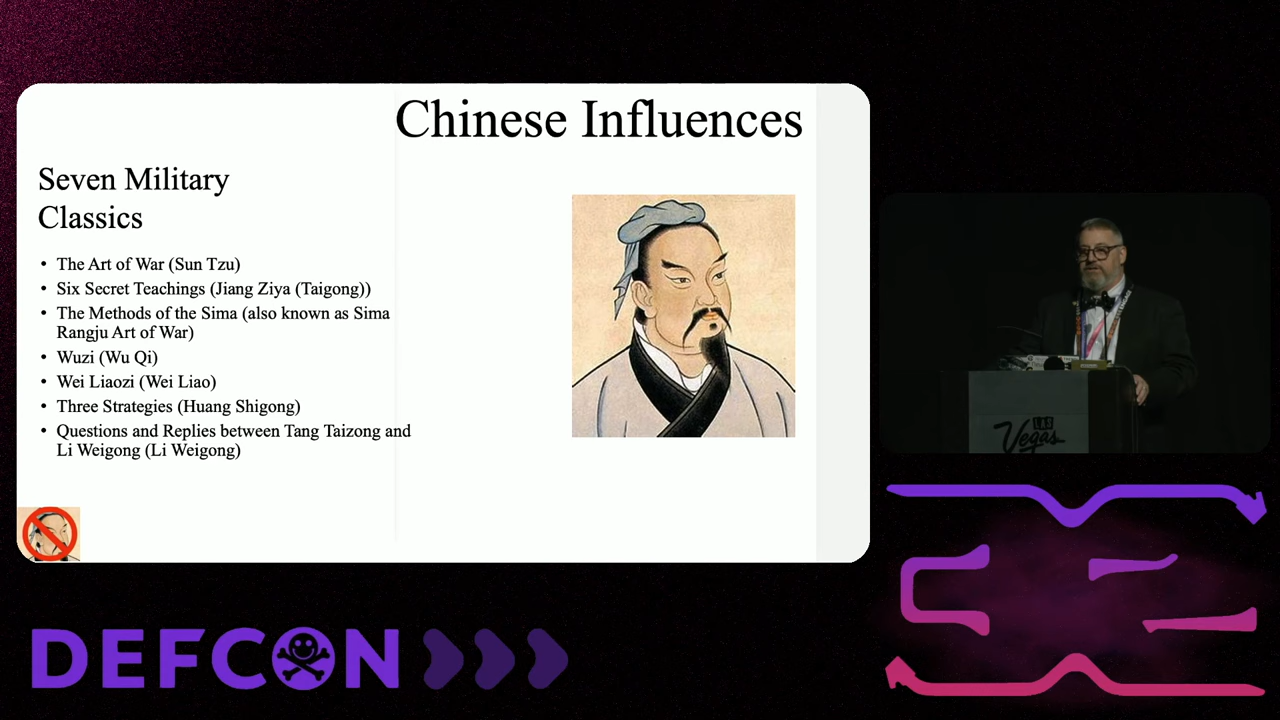 Chinese Influences
Seven Military
Classics
• The Art of War (Sun Tzu)
• Six Secret Teachings (Jiang Ziya (Taigong))
• The Methods of the Sima (also known as Sima
Rangju Art of War)
• Wuzi (Wu Qi)
• Wei Liaozi (Wei Liao)
• Three Strategies (Huang Shigong)
• Questions and Replies between Tang Taizong and
Li Weigong (Li Weigong)
LAS
Vegas
DEFCON